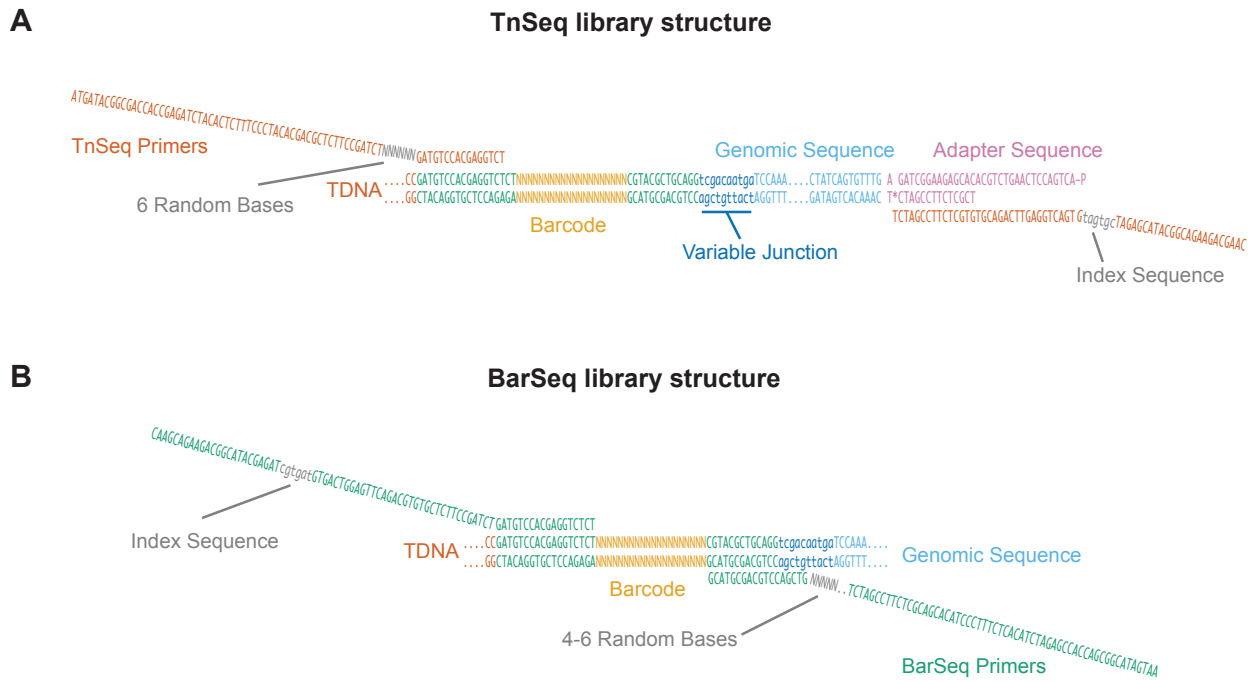 A
TnSeq library structure
ATGATACGGCGACCACCGAGATCTACACTCTTTCCCTACACGACGCTCTTCCGATCTNNNNNNGATGTCCACGAGGTCT
TnSeq Primers
Genomic Sequence
Adapter Sequence
6 Random Bases
TDNA
....CCGATGTCCACGAGGTCTCTNNNNNNNNNNNNNNNNNNNNCGTACGCTGCAGGtcgacaatgaTCCAAA....CTATCAGTGTTTG A GATCGGAAGAGCACACGTCTGAACTCCAGTCA-P
....GGCTACAGGTGCTCCAGAGANNNNNNNNNNNNNNNNNNNNGCATGCGACGTCCagctgttactAGGTTT...GATAGTCACAAAC T*CTAGCCTTCTCGCT
TCTAGCCTTCTCGTGTGCAGACTTGAGGTCAGTGtagtgcTAGAGCATACGGCAGAAGACGAAC
Barcode
Variable Junction
Index Sequence
B
BarSeq library structure
CAAGCAGAAGACGGCATACGAGATcgtgatGTGACTGGAGTTCAGACGTGTGCTCTTCCGATCTGATGTCCACGAGGTCTCT
Index Sequence
TDNA
....CCGATGTCCACGAGGTCTCTNNNNNNNNNNNNNNNNNNNNCGTACGCTGCAGGtcgacaatgaTCCAAA....
....GGCTACAGGTGCTCCAGAGANNNNNNNNNNNNNNNNNNNNGCATGCGACGTCCagctgttactAGGTTT....
Genomic Sequence
GCATGCGACGTCCAGCTGNNNNN..TCTAGCCTTCTCGCAGCACATCCCTTTCTCACATCTAGAGCCACCAGCGGCATAGTAA
Barcode
4-6 Random Bases
BarSeq Primers